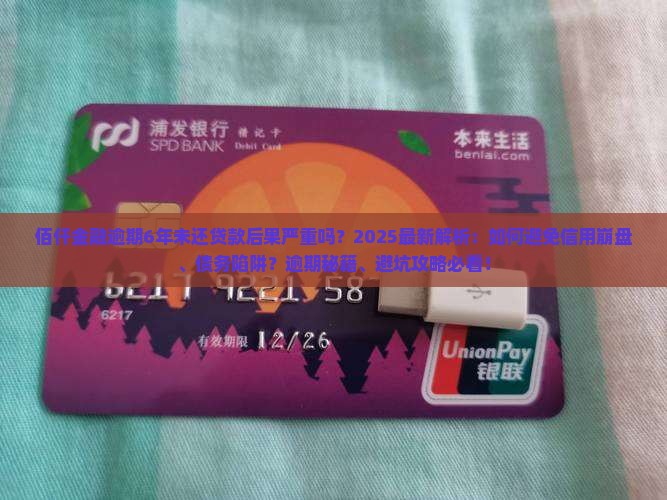 浦发银行 借记卡
SPD BANK Debit Card
本来生活
benlai.com
佰仟金融逾期6年未还贷款后果严重吗？2025最新解析：如何避免信用崩盘
、债务陷阱？逾期秘籍，避坑攻略必看！
6217 9221 58
6217
有效期限 12/26
UnionPay
银联